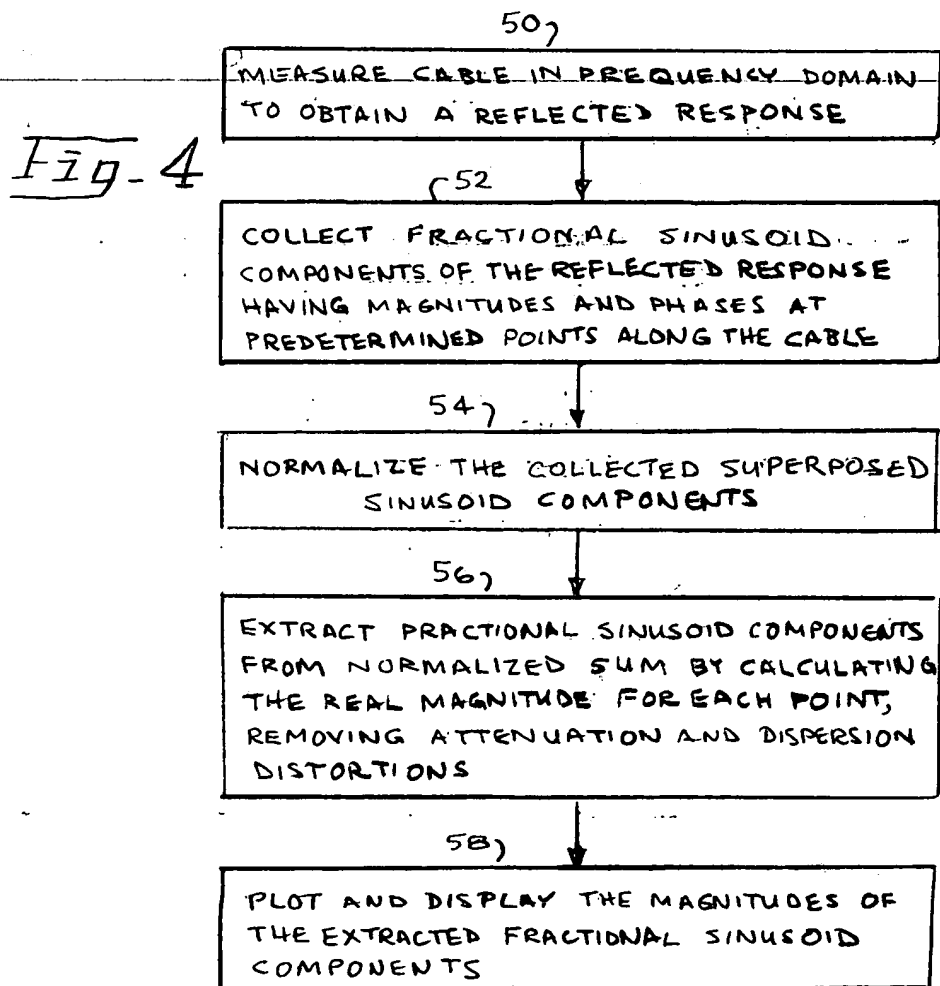 50
MEASURE CABLE IN PREQUENCY DOMAIN
TO OBTAIN A REFLECTED RESPONSE
Fig-4
52
COLLECT FRACTIONAL SINUSOID
COMPONENTS OF THE REFLECTED RESPONSE
HAVING MAGNITUDES AND PHASES AT
PREDETERMINED POINTS ALONG THE CABLE
54
NORMALIZE THE COLLECTED SUPERPOSED
SINUSOID COMPONENTS
56
EXTRACT PRACTIONAL SINUSOID COMPONENTS
FROM NORMALIZED SUM BY CALCULATING
THE REAL MAGNITUDE FOR EACH POINT,
REMOVING ATTENUATION AND DISPERSION
DISTORTIONS
58
PLOT AND DISPLAY THE MAGNITUDES OF
THE EXTRACTED FRACTIONAL SINUSOID
COMPONENTS